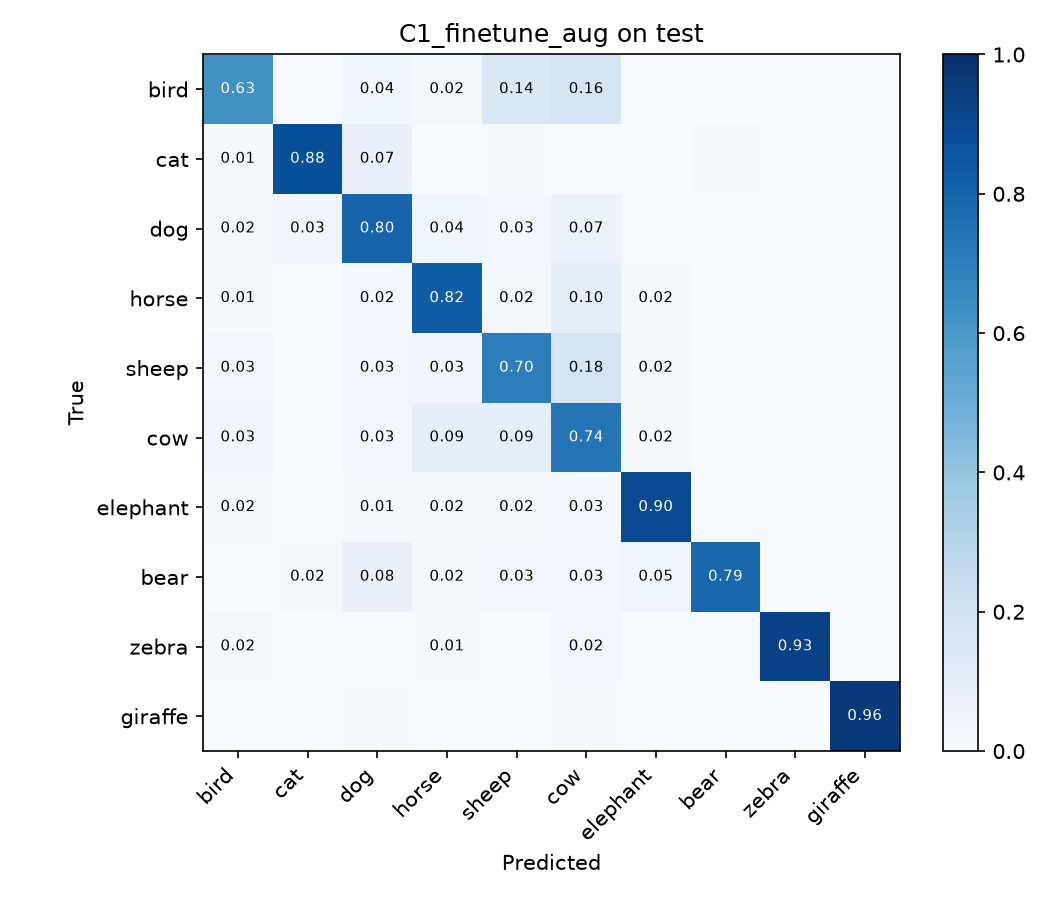 C1_finetune_aug on test
bird 0.63 0.04 0.02 0.14 0.16
cat 0.01 0.88 0.07
dog 0.02 0.03 0.80 0.04 0.03 0.07
horse 0.01 0.02 0.82 0.02 0.10 0.02
sheep 0.03 0.03 0.03 0.70 0.18 0.02
cow 0.03 0.03 0.09 0.09 0.74 0.02
elephant 0.02 0.01 0.02 0.02 0.03 0.90
bear 0.02 0.08 0.02 0.03 0.03 0.05 0.79
zebra 0.02 0.01 0.02 0.93
giraffe 0.96
True
bird cat dog horse sheep cow elephant bear zebra giraffe
Predicted
1.0
0.8
0.6
0.4
0.2
0.0